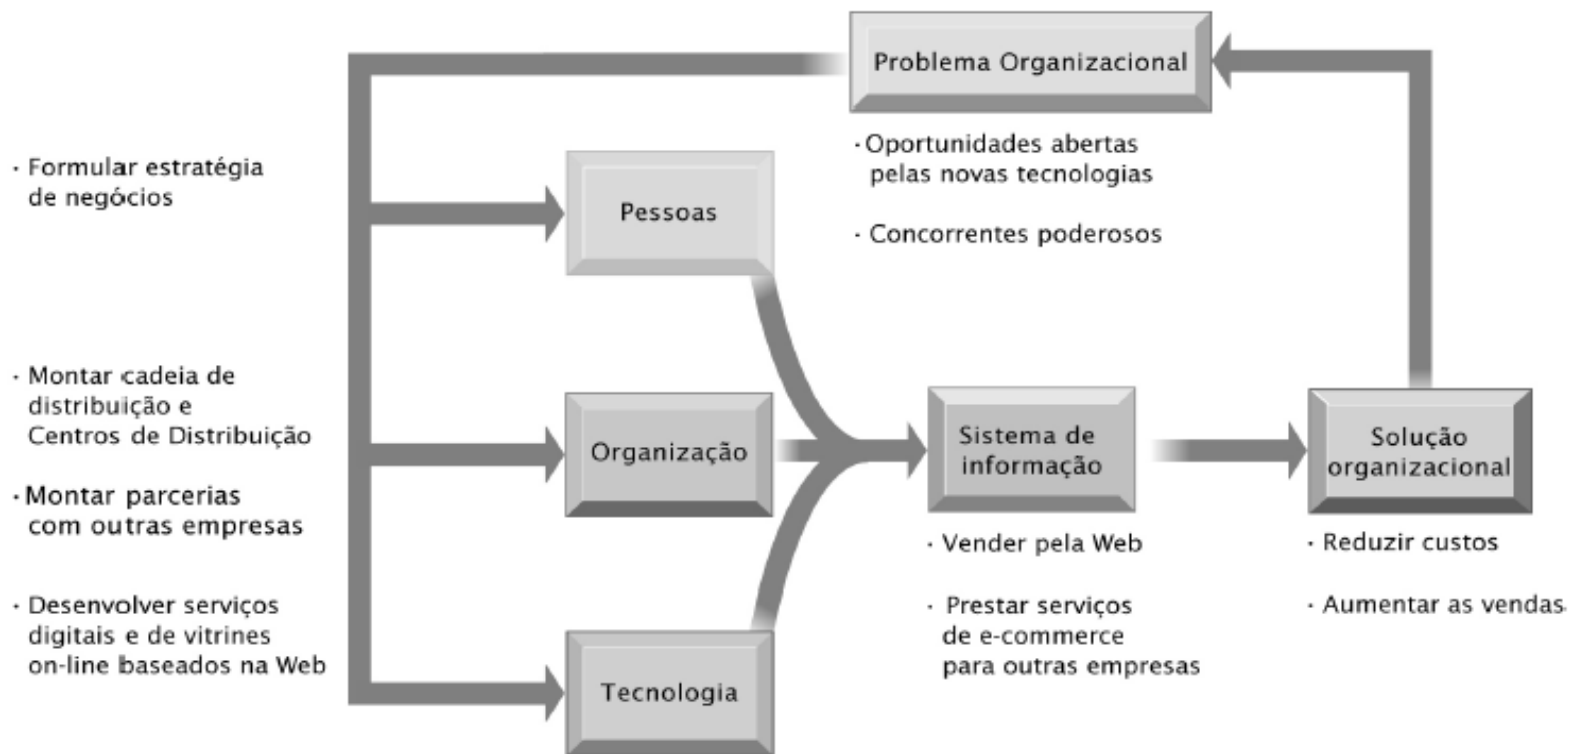 Problema Organizacional
· Oportunidades abertas
pelas novas tecnologias
· Concorrentes poderosos
· Formular estratégia
de negócios
Pessoas
· Montar cadeia de
distribuição e
Centros de Distribuição
· Montar parcerias
com outras empresas
Organização
· Desenvolver serviços
digitais e de vitrines
on-line baseados na Web
Tecnologia
Sistema de
informação
· Vender pela Web
· Prestar serviços
de e-commerce
para outras empresas
Solução
organizacional
· Reduzir custos
· Aumentar as vendas